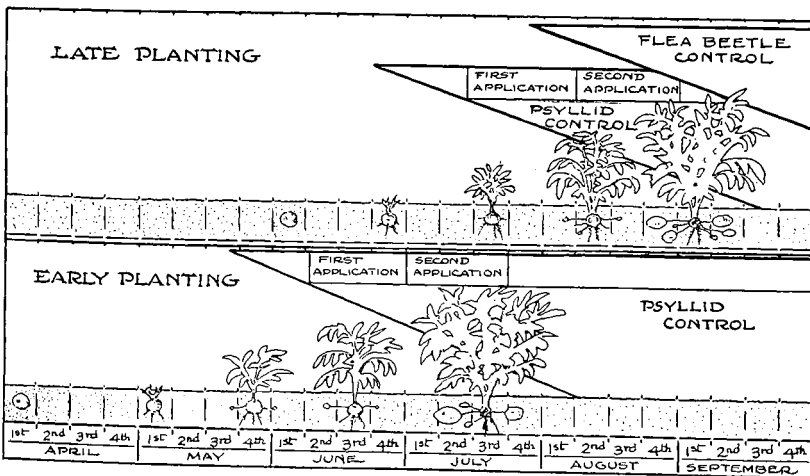 LATE PLANTING
FLEA BEETLE
CONTROL
FIRST
APPLICATION
SECOND
APPLICATION
PSYLLID
CONTROL
EARLY PLANTING
FIRST
APPLICATION
SECOND
APPLICATION
PSYLLID
CONTROL
1st 2nd 3rd 4th 1st 2nd 3rd 4th 1st 2nd 3rd 4th 1st 2nd 3rd 4th 1st 2nd 3rd 4th 1st 2nd 3rd 4th
APRIL MAY JUNE JULY AUGUST SEPTEMBER